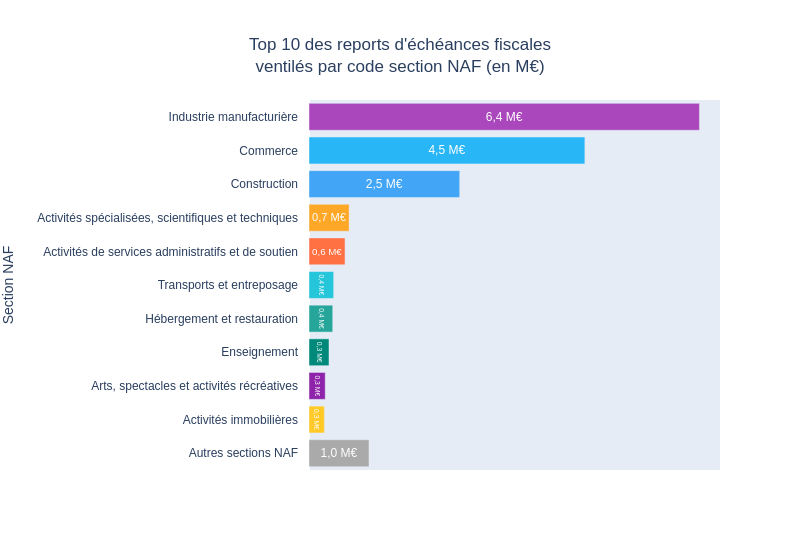 Top 10 des reports d'échéances fiscales
ventilés par code section NAF (en M€)
Section NAF
Industrie manufacturière
6,4 M€
Commerce
4,5 M€
Construction
2,5 M€
Activités spécialisées, scientifiques et techniques
0,7 M€
Activités de services administratifs et de soutien
0,6 M€
Transports et entreposage
0,4 M€
Hébergement et restauration
0,4 M€
Enseignement
0,3 M€
Arts, spectacles et activités récréatives
0,3 M€
Activités immobilières
0,3 M€
Autres sections NAF
1,0 M€